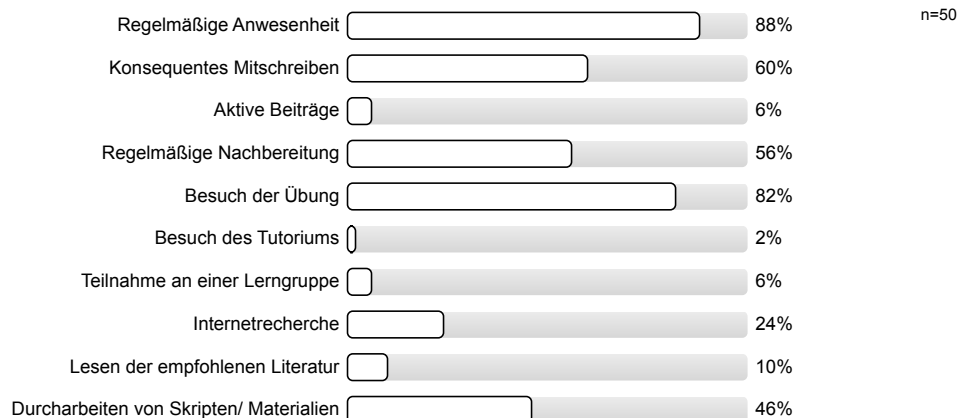 Regelmäßige Anwesenheit 88% n=50
Konsequentes Mitschreiben 60%
Aktive Beiträge 6%
Regelmäßige Nachbereitung 56%
Besuch der Übung 82%
Besuch des Tutoriums 2%
Teilnahme an einer Lerngruppe 6%
Internetrecherche 24%
Lesen der empfohlenen Literatur 10%
Durcharbeiten von Skripten/ Materialien 46%